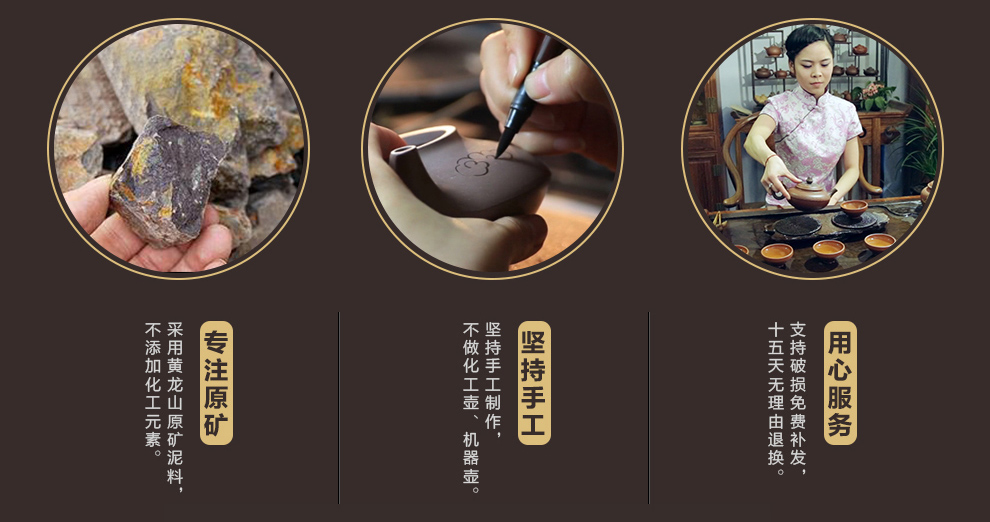 专注原矿
采用黄龙山原矿泥料，
不添加化工元素。
坚持手工
坚持手工制作，
不做化工壶、机器壶。
用心服务
支持破损免费补发，
十五天无理由退换。